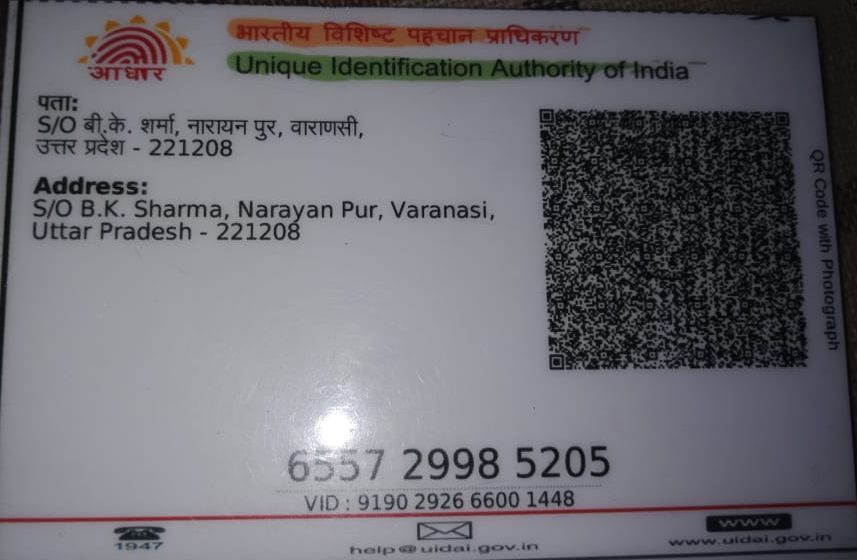 आधार
भारतीय विशिष्ट पहचान प्राधिकरण
Unique Identification Authority of India
पता:
S/O बी.के. शर्मा, नारायन पुर, वाराणसी,
उत्तर प्रदेश - 221208
Address:
S/O B.K. Sharma, Narayan Pur, Varanasi,
Uttar Pradesh - 221208
QR Code with Photograph
6557 2998 5205
VID : 9190 2926 6600 1448
1947
help@uidai.gov.in
www
www.uidai.gov.in